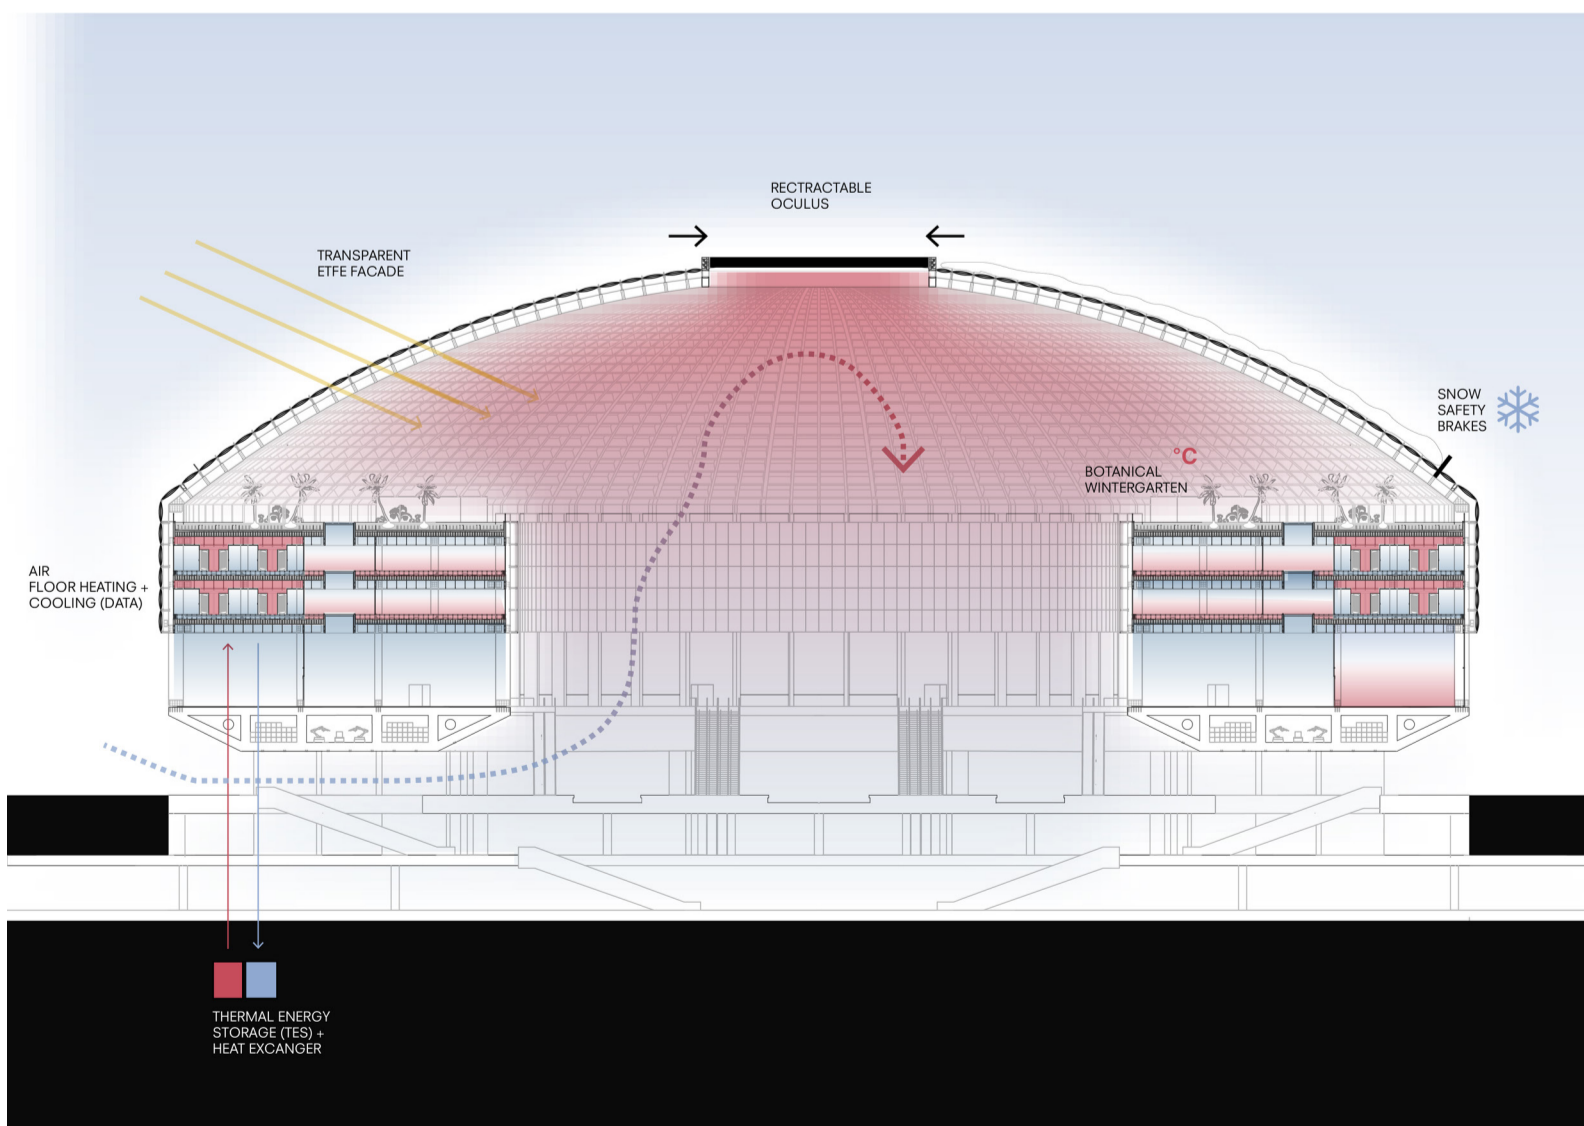 RECTRACTABLE
OCULUS
TRANSPARENT
ETFE FACADE
SNOW
SAFETY
BRAKES
°C
BOTANICAL
WINTERGARTEN
AIR
FLOOR HEATING +
COOLING (DATA)
THERMAL ENERGY
STORAGE (TES) +
HEAT EXCANGER